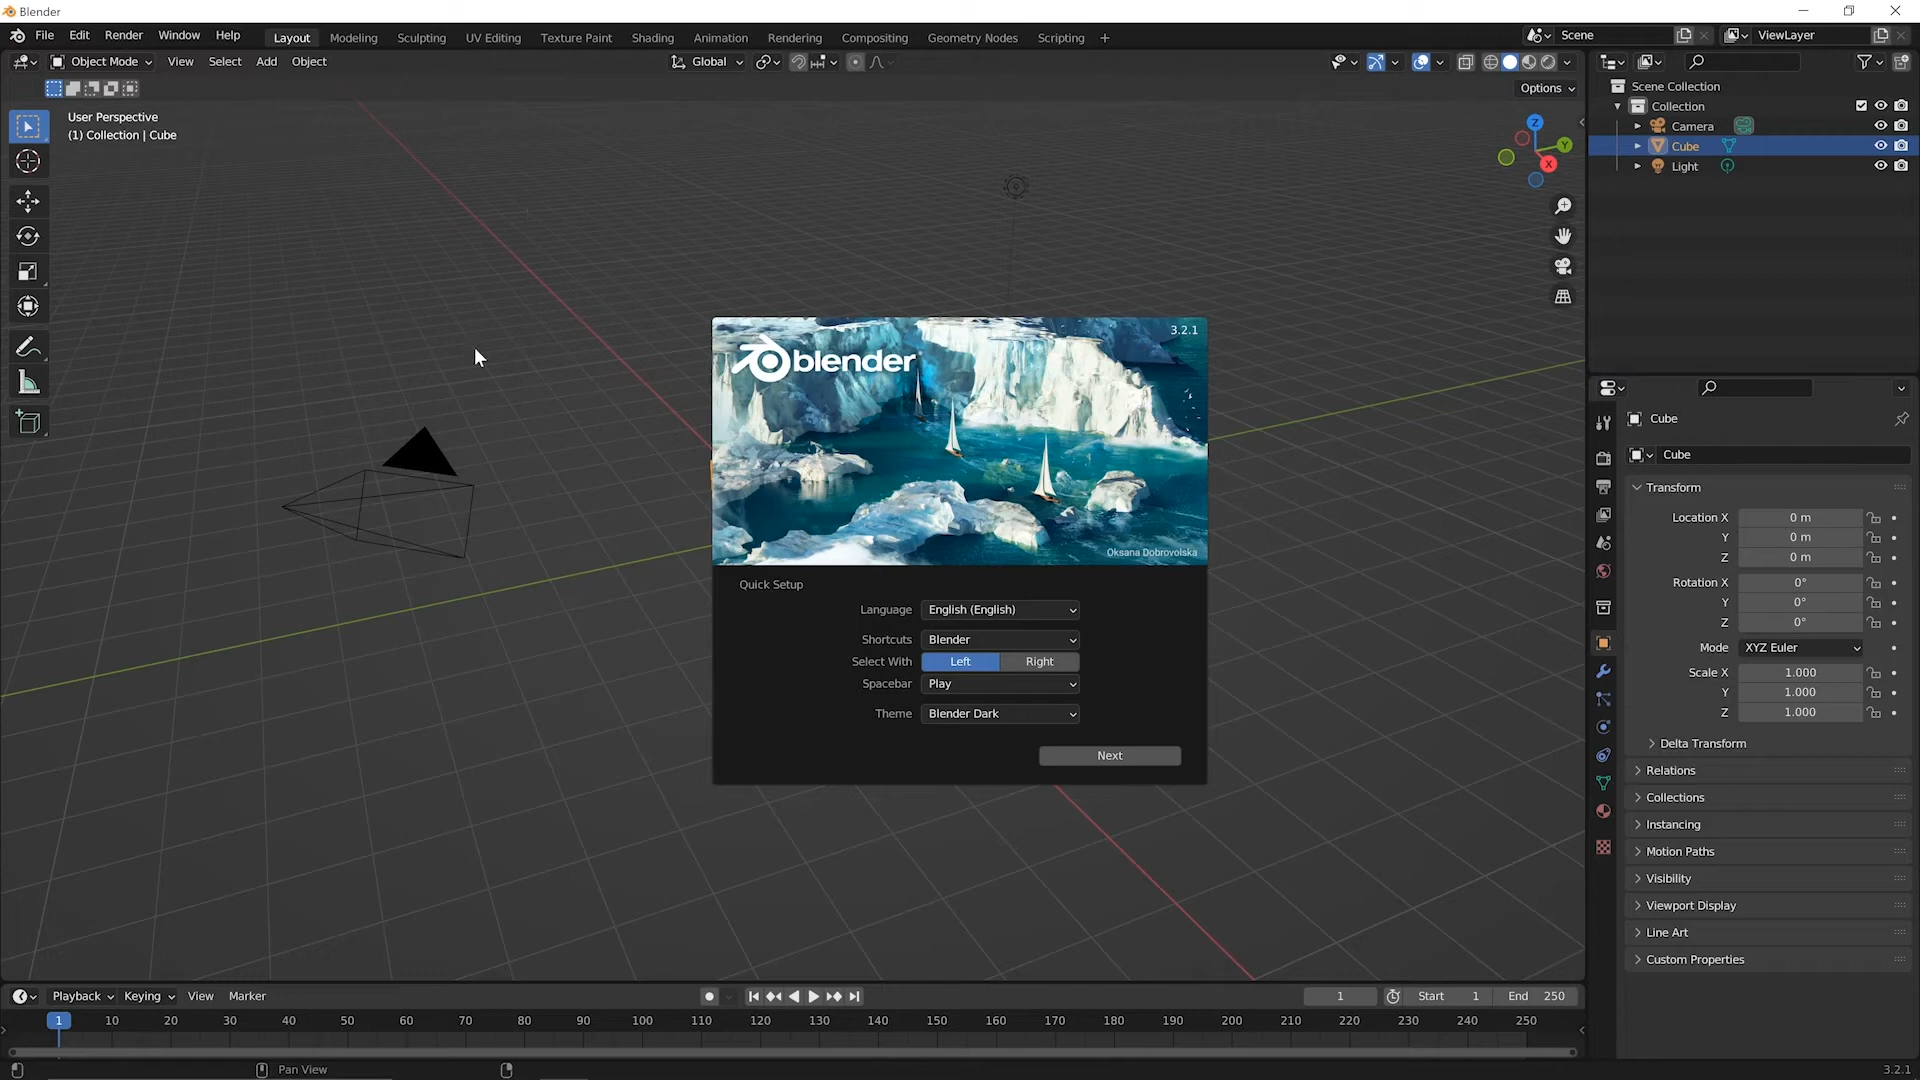 Blender
File Edit Render Window Help Layout Modeling Sculpting UV Editing Texture Paint Shading Animation Rendering Compositing Geometry Nodes Scripting + Scene ViewLayer
Object Mode View Select Add Object Global
Options
User Perspective
(1) Collection | Cube
Z
Y
X
Scene Collection
Collection
Camera
Cube
Light
3.2.1
blender
Oksana Dobrovolska
Quick Setup
Language English (English)
Shortcuts Blender
Select With Left Right
Spacebar Play
Theme Blender Dark
Next
Cube
Cube
Transform
Location X 0 m
Y 0 m
Z 0 m
Rotation X 0°
Y 0°
Z 0°
Mode XYZ Euler
Scale X 1.000
Y 1.000
Z 1.000
Delta Transform
Relations
Collections
Instancing
Motion Paths
Visibility
Viewport Display
Line Art
Custom Properties
Playback Keying View Marker 1 Start 1 End 250
1 10 20 30 40 50 60 70 80 90 100 110 120 130 140 150 160 170 180 190 200 210 220 230 240 250
Pan View 3.2.1